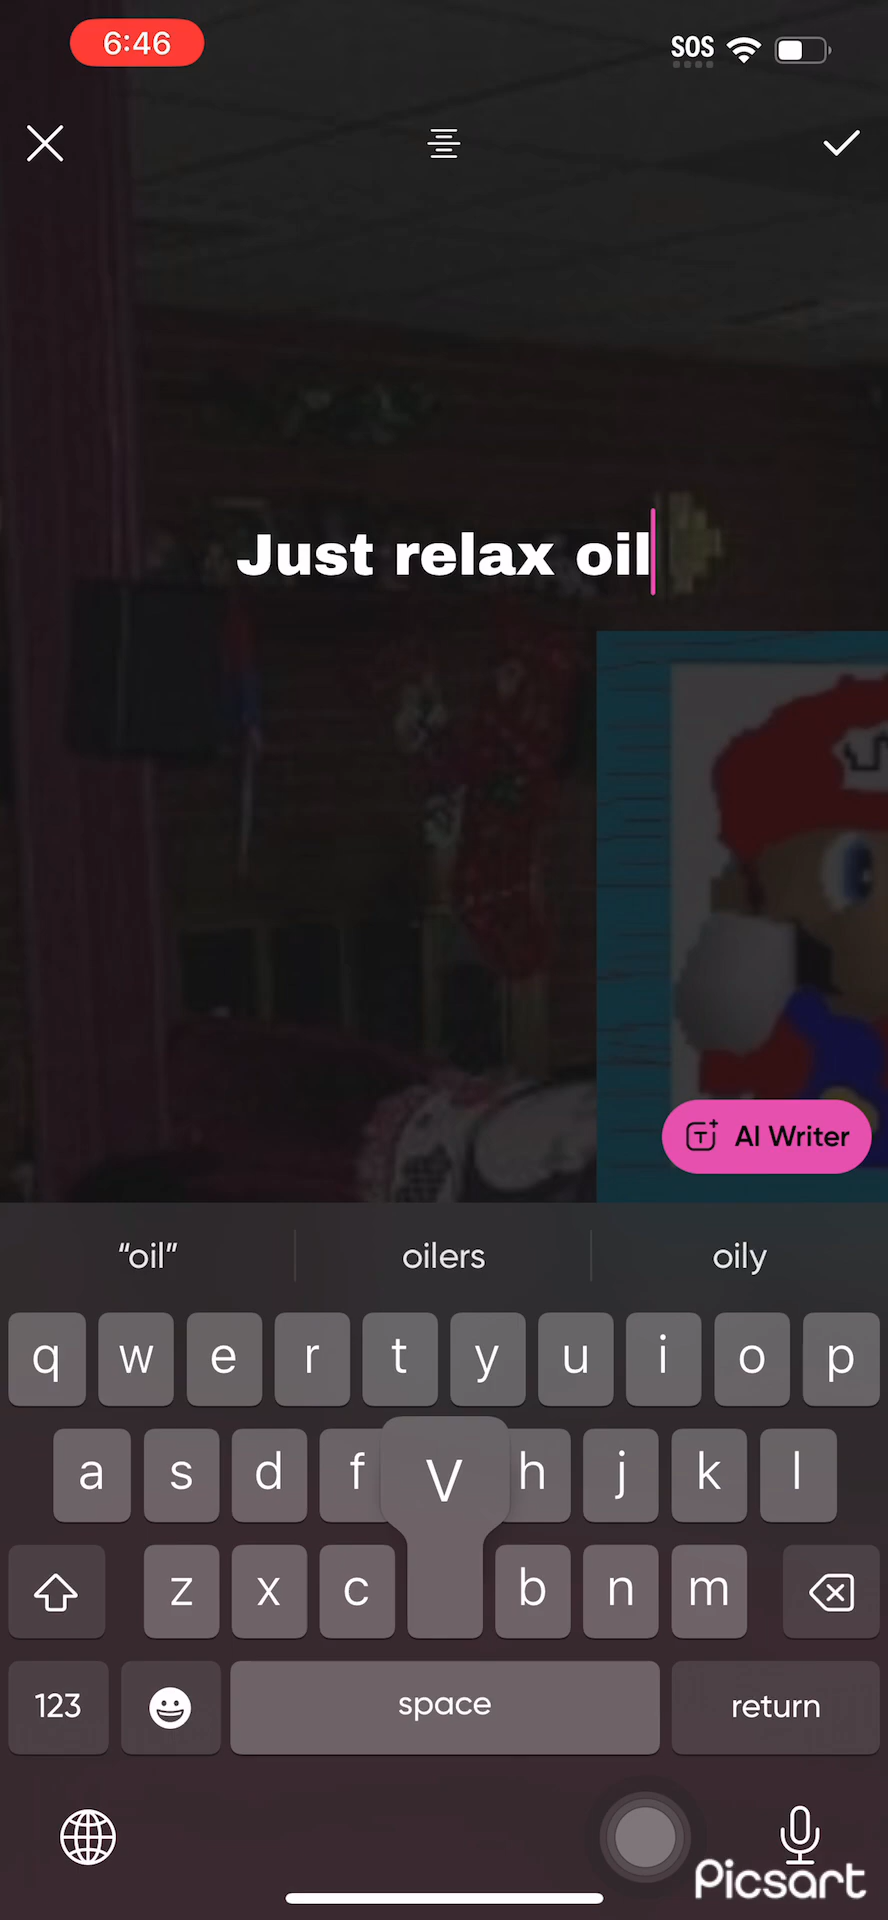 6:46
SOS
Just relax oil
AI Writer
“oil” oilers oily
q w e r t y u i o p
a s d f V h j k l
z x c b n m
123 space return
Picsart